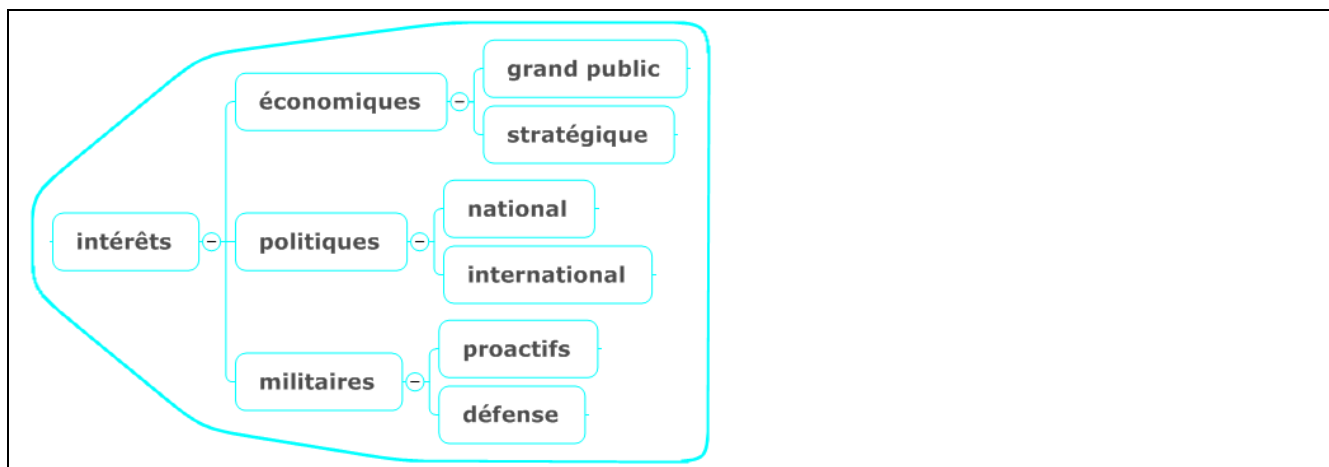 grand public
économiques
stratégique
national
intérêts
politiques
international
proactifs
militaires
défense